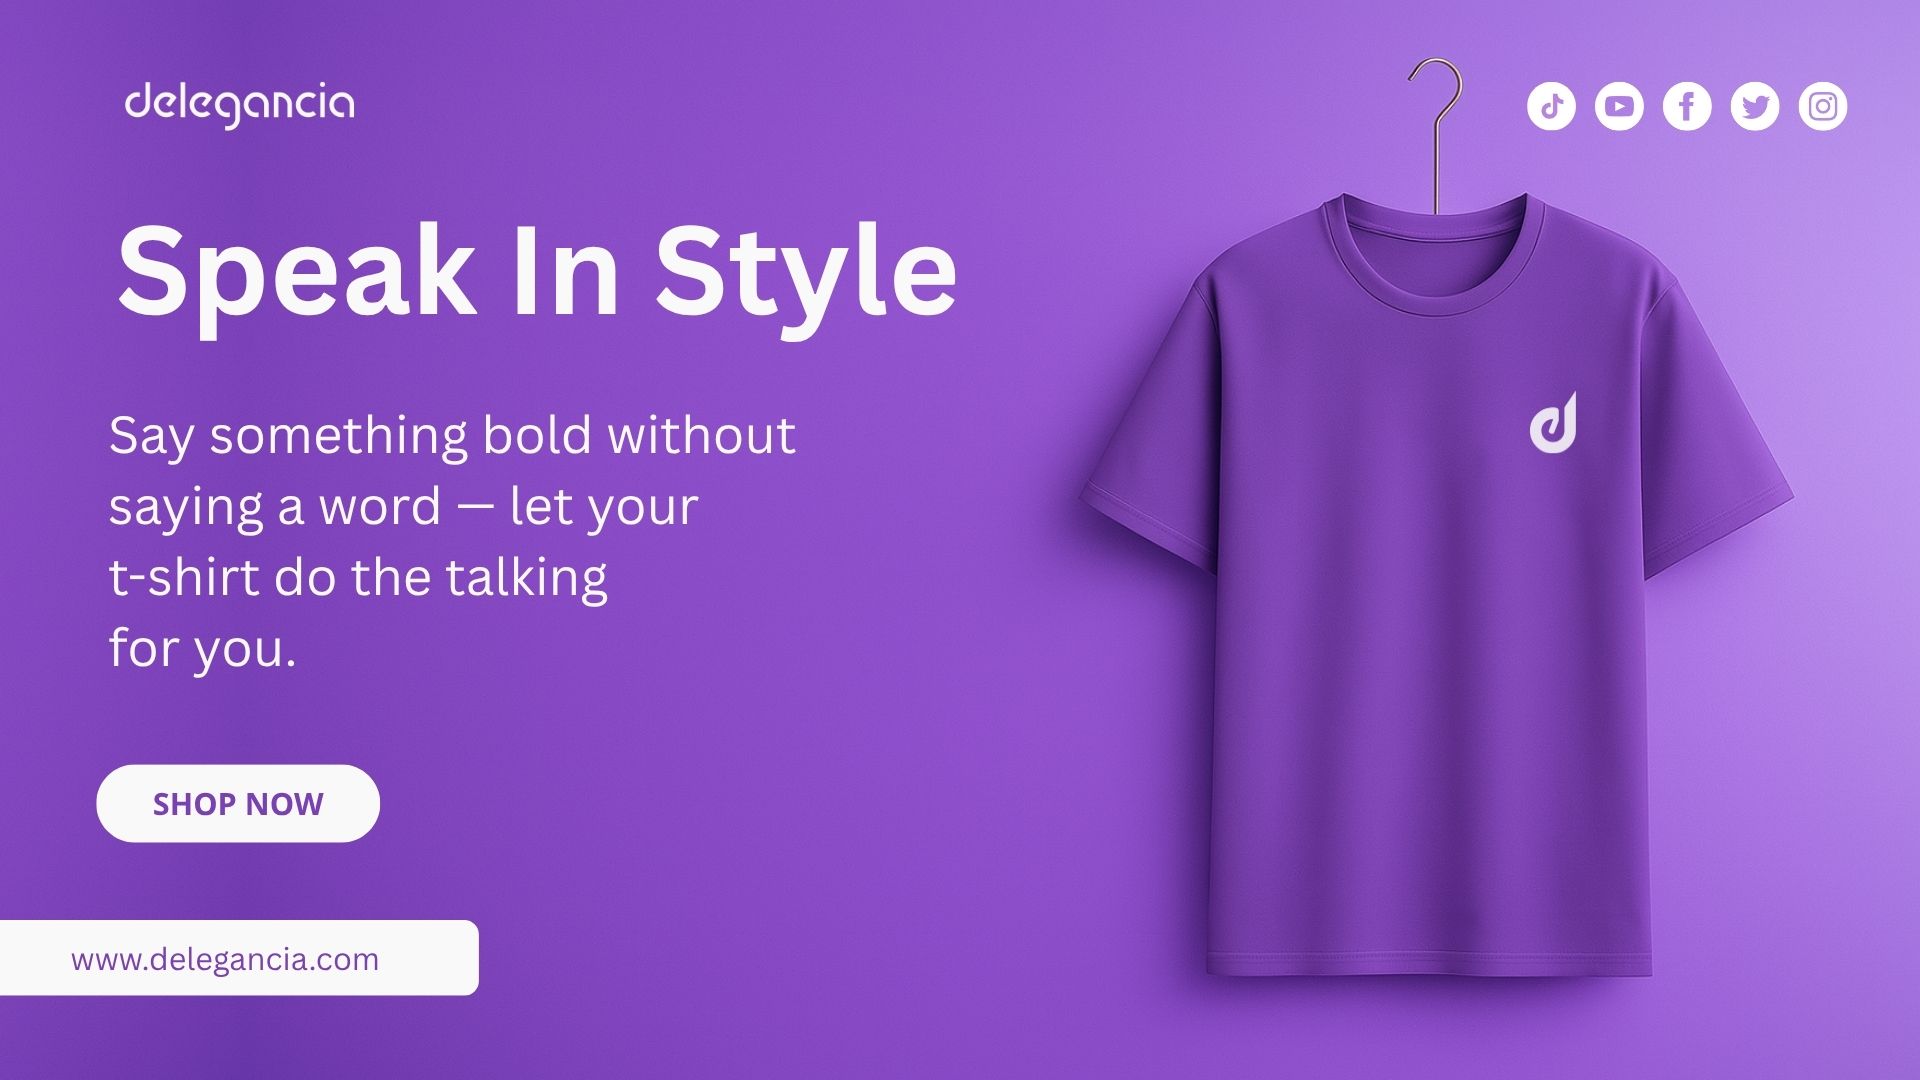 delegancia
Speak In Style
Say something bold without
saying a word — let your
t-shirt do the talking
for you.
SHOP NOW
www.delegancia.com